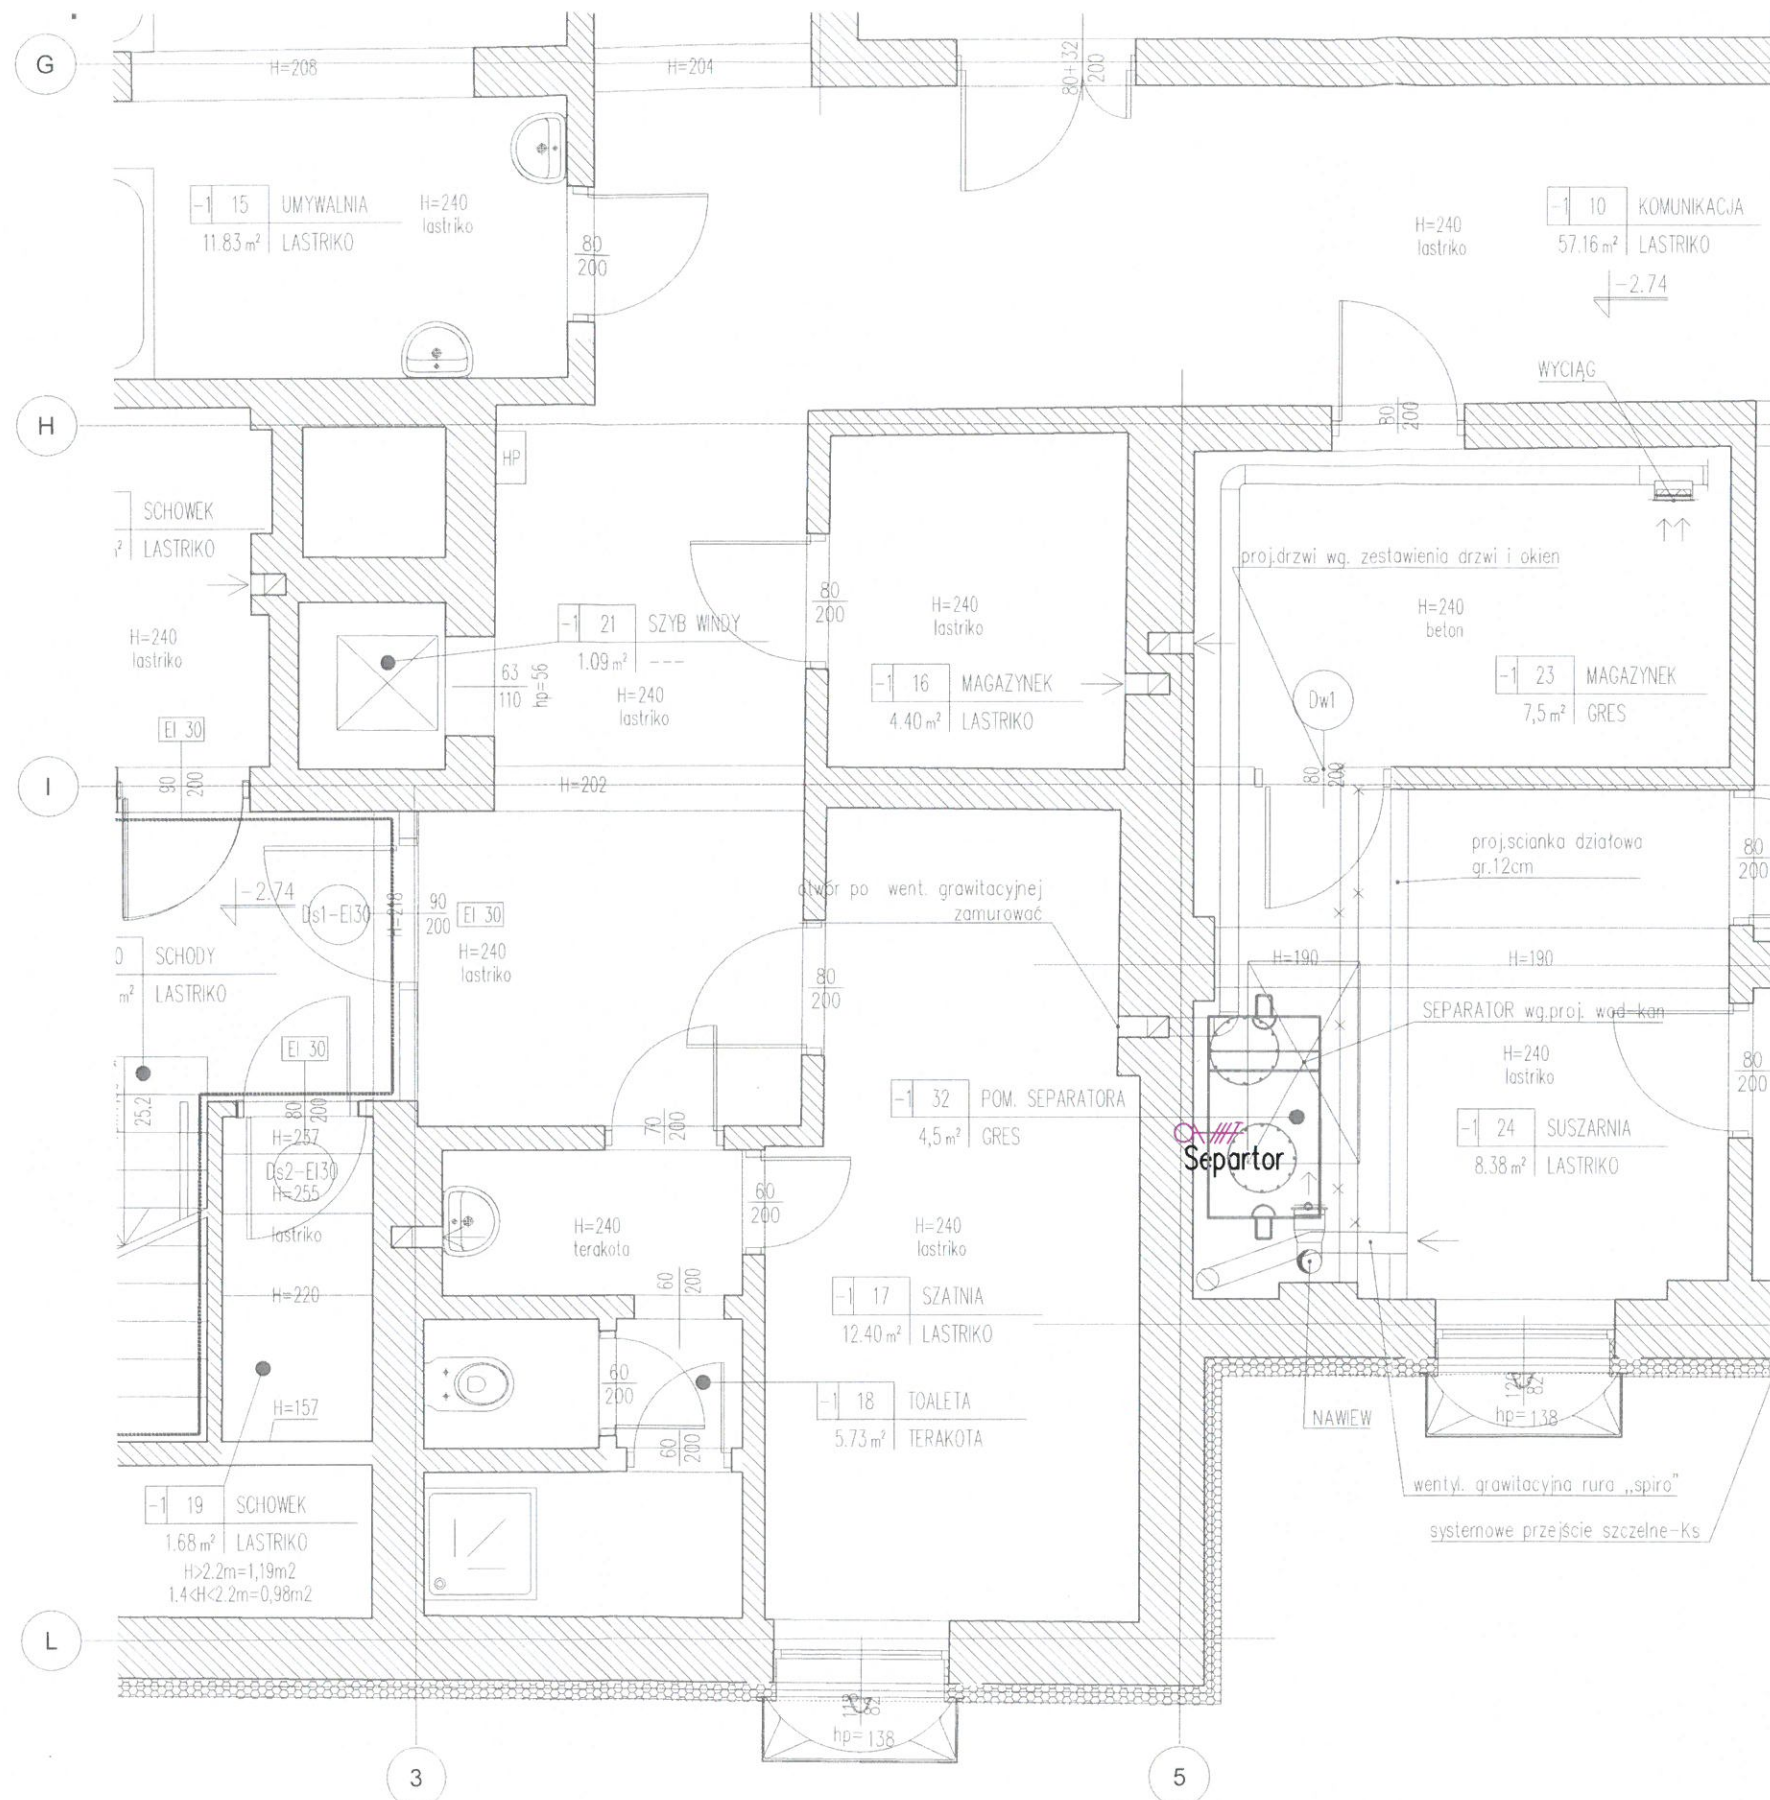 G
H=208
H=204
80+32
200
-1 15 UMYWALNIA
11.83 m² LASTRIKO
H=240
lastriko
80
200
-1 10 KOMUNIKACJA
57.16 m² LASTRIKO
H=240
lastriko
-2.74
WYCIĄG
H
HP
80
200
SCHOWEK
LASTRIKO
H=240
lastriko
proj.drzwi wg. zestawienia drzwi i okien
H=240
beton
80
200
H=240
lastriko
-1 21 SZYB WINDY
1.09 m² ---
63
110
hp=56
H=240
lastriko
-1 16 MAGAZYNEK
4.40 m² LASTRIKO
-1 23 MAGAZYNEK
7,5 m² GRES
Dw1
EI 30
90
200
I
H=202
80
200
proj.scianka działowa
gr.12cm
80
200
otwór po went. grawitacyjnej
zamurować
-2.74
Ds1-EI30
H=218
90
200
EI 30
H=240
lastriko
0 SCHODY
m² LASTRIKO
80
200
H=190
H=190
SEPARATOR wg.proj. wod-kan
H=240
lastriko
80
200
EI 30
25.2
80
200
H=237
Ds2-EI30
H=255
lastriko
70
200
-1 32 POM. SEPARATORA
4,5 m² GRES
Separtor
-1 24 SUSZARNIA
8.38 m² LASTRIKO
60
200
H=240
terakota
H=240
lastriko
60
200
H=220
-1 17 SZATNIA
12.40 m² LASTRIKO
60
200
-1 18 TOALETA
5.73 m² TERAKOTA
H=157
60
200
NAWIEW
120
82
hp=138
wentyl. grawitacyjna rura „spiro”
systemowe przejście szczelne-Ks
-1 19 SCHOWEK
1.68 m² LASTRIKO
H>2.2m=1,19m2
1.4<H<2.2m=0,98m2
L
82
hp=138
3
5